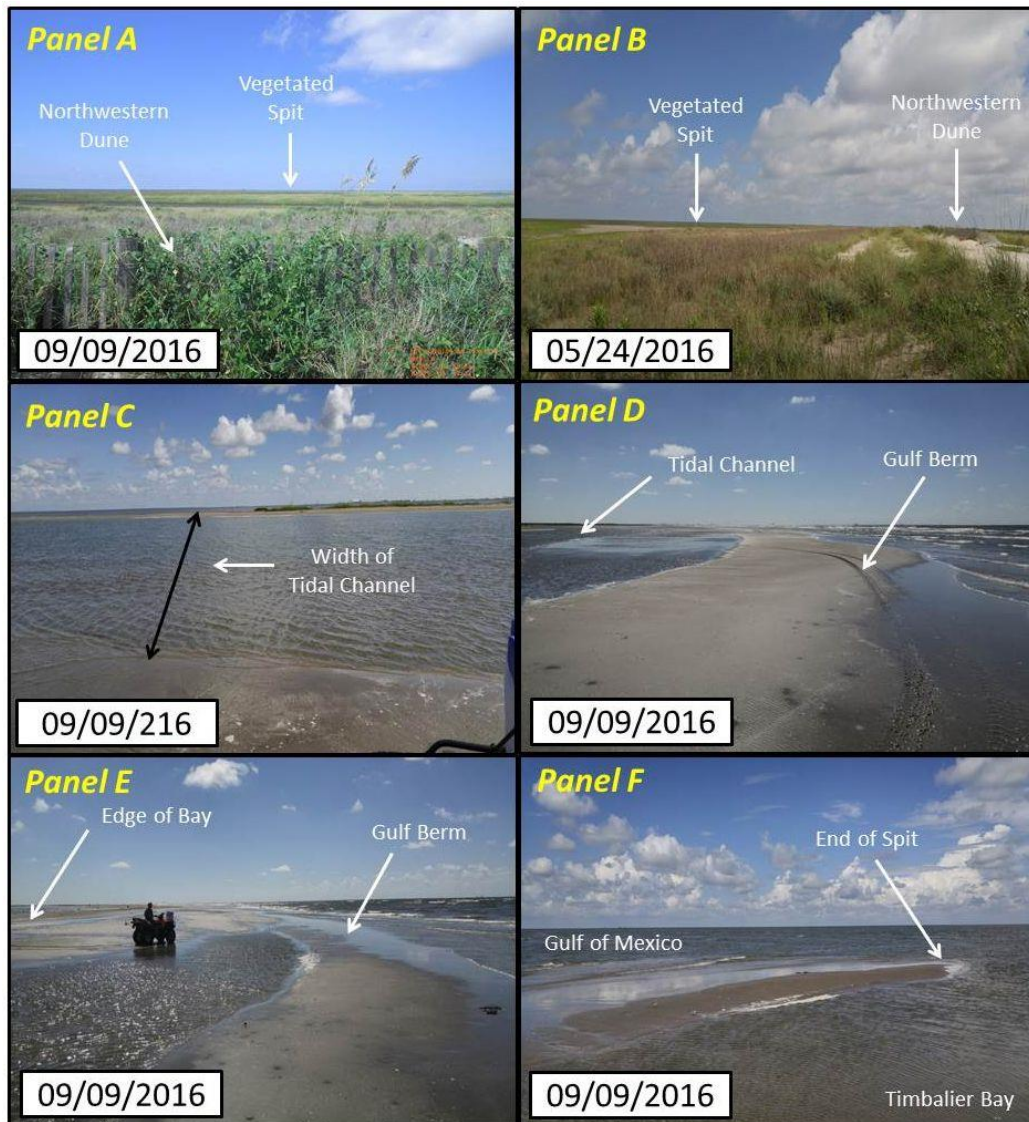 Panel A
Vegetated
Spit
Northwestern
Dune
09/09/2016
Panel B
Vegetated
Spit
Northwestern
Dune
05/24/2016
Panel C
Width of
Tidal Channel
09/09/216
Panel D
Tidal Channel
Gulf Berm
09/09/2016
Panel E
Edge of Bay
Gulf Berm
09/09/2016
Panel F
End of Spit
Gulf of Mexico
Timbalier Bay
09/09/2016